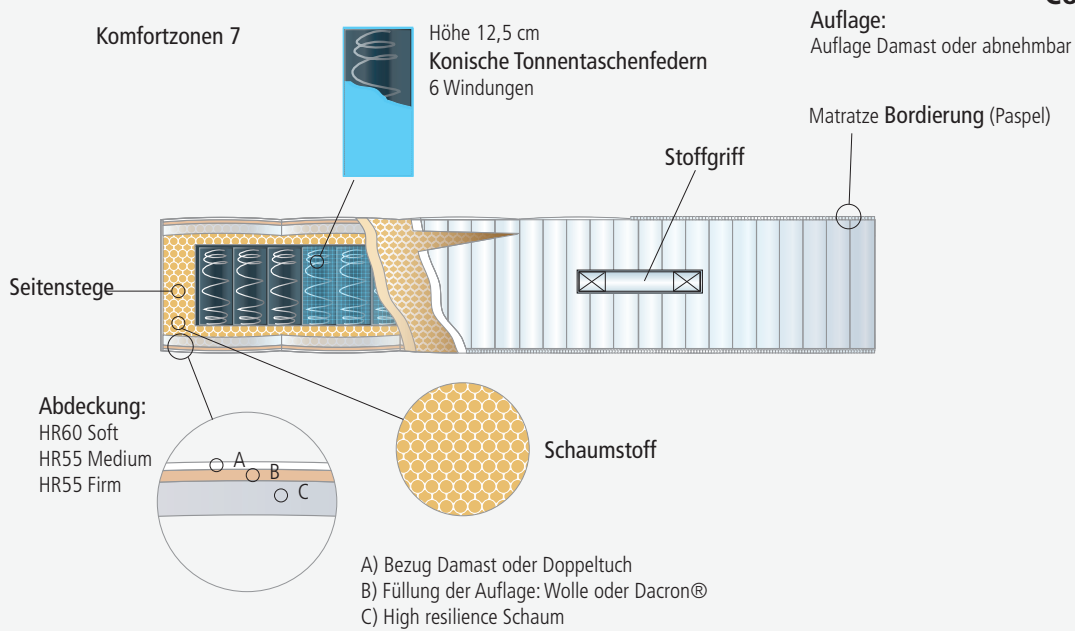 Komfortzonen 7
Höhe 12,5 cm
Konische Tonnentaschenfedern
6 Windungen
Auflage:
Auflage Damast oder abnehmbar
Matratze Bordierung (Paspel)
Stoffgriff
Seitenstege
Abdeckung:
HR60 Soft
HR55 Medium
HR55 Firm
A
B
C
Schaumstoff
A) Bezug Damast oder Doppeltuch
B) Füllung der Auflage: Wolle oder Dacron®
C) High resilience Schaum